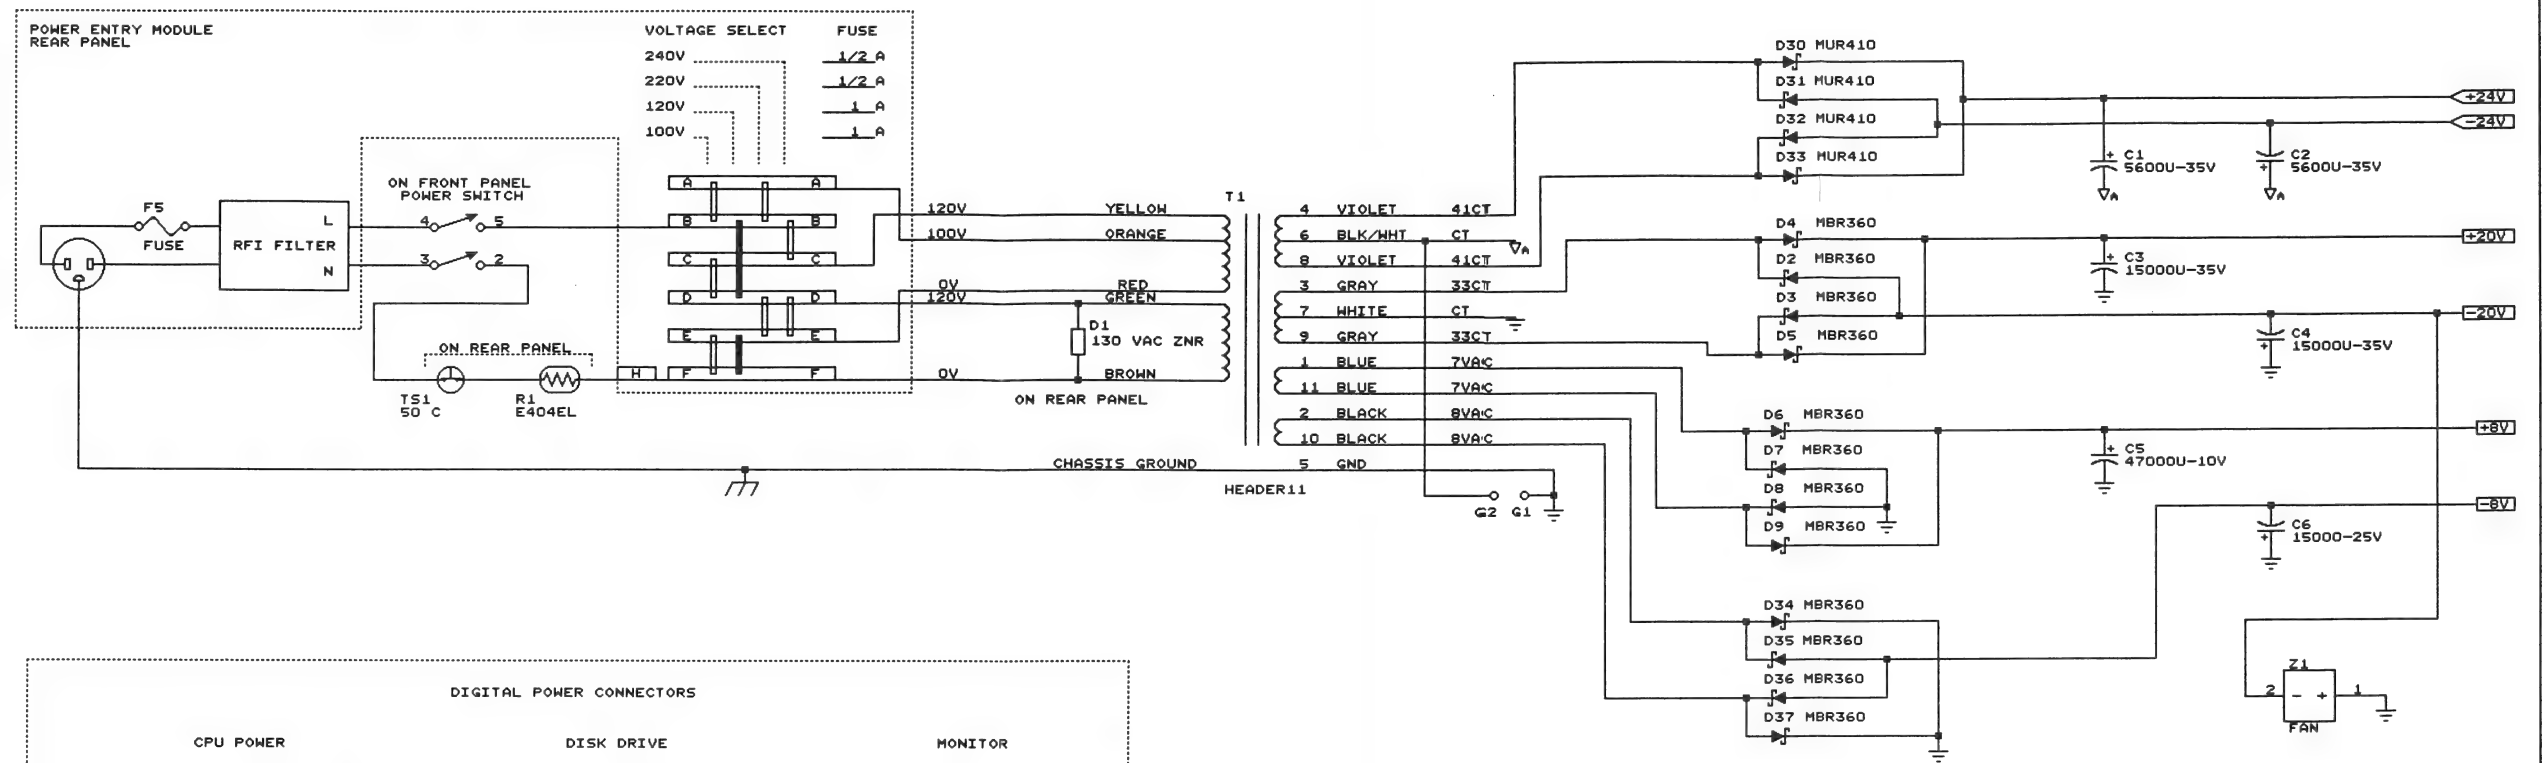 POWER ENTRY MODULE
REAR PANEL
VOLTAGE SELECT FUSE
240V 1/2 A
220V 1/2 A
120V 1 A
100V 1 A
ON FRONT PANEL
POWER SWITCH
F5
FUSE
RFI FILTER
L
N
4 5
3 2
A A
B B
C C
D D
E E
H F F
ON REAR PANEL
TS1
50 C
R1
E404EL
120V YELLOW
100V ORANGE
0V RED
120V GREEN
D1
130 VAC ZNR
0V BROWN
ON REAR PANEL
T1
4 VIOLET 41CT
6 BLK/WHT CT
A
8 VIOLET 41CT
3 GRAY 33CT
7 WHITE CT
9 GRAY 33CT
1 BLUE 7VAC
11 BLUE 7VAC
2 BLACK 8VAC
10 BLACK 8VAC
CHASSIS GROUND 5 GND
HEADER11
G2 G1
D30 MUR410
D31 MUR410
D32 MUR410
D33 MUR410
+24V
-24V
+ C1
5600U-35V
A
C2
+ 5600U-35V
A
D4 MBR360
D2 MBR360
D3 MBR360
D5 MBR360
+20V
+ C3
15000U-35V
-20V
C4
+ 15000U-35V
D6 MBR360
D7 MBR360
D8 MBR360
D9 MBR360
+8V
+ C5
47000U-10V
-8V
C6
+ 15000-25V
D34 MBR360
D35 MBR360
D36 MBR360
D37 MBR360
Z1
2 - + 1
FAN
DIGITAL POWER CONNECTORS
CPU POWER DISK DRIVE MONITOR